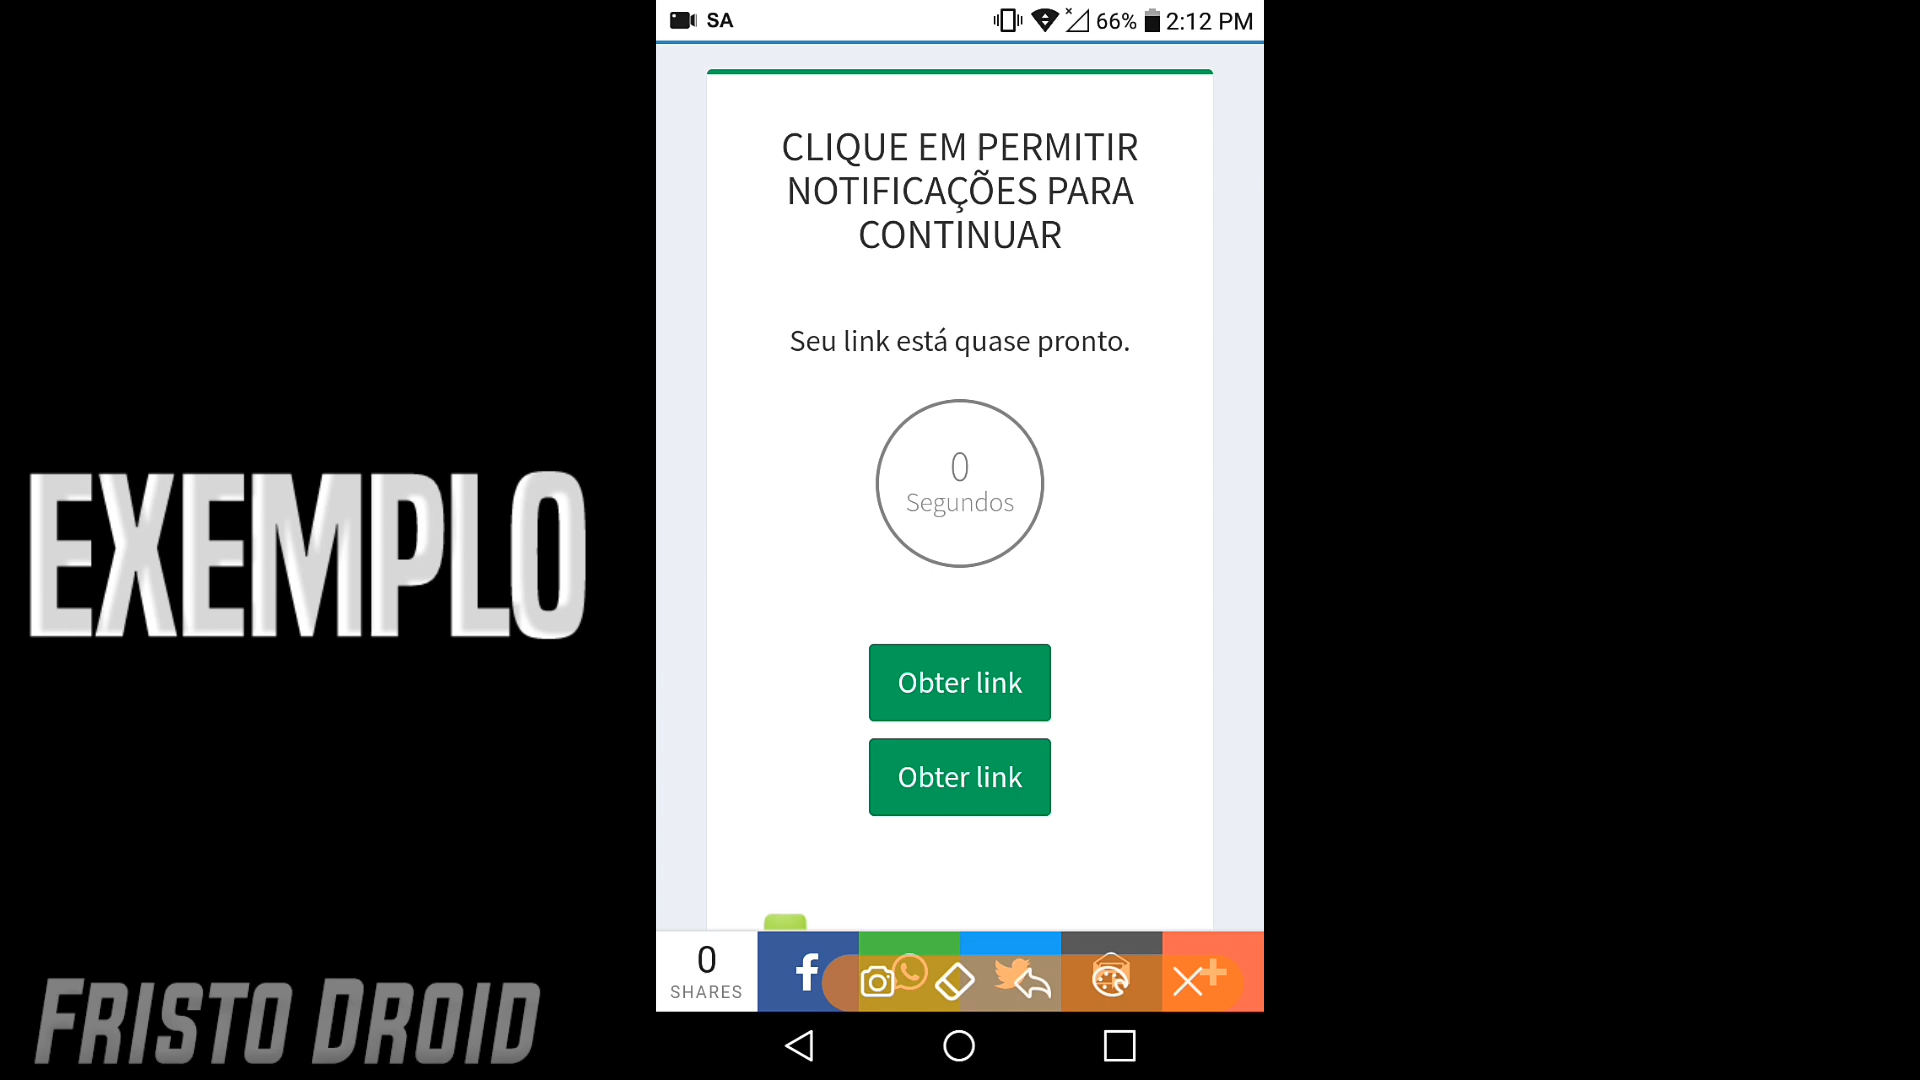 SA
66% 2:12 PM
CLIQUE EM PERMITIR
NOTIFICAÇÕES PARA
CONTINUAR
Seu link está quase pronto.
0
Segundos
Obter link
Obter link
0
SHARES
EXEMPLO
FRISTO DROID